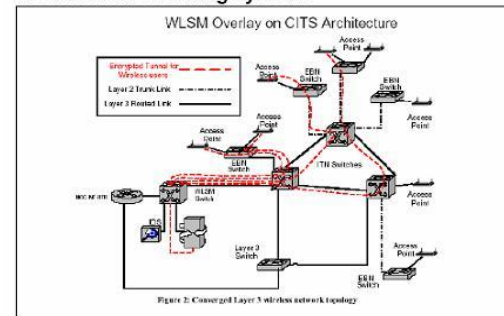 WLSM Overlay on CITS Architecture
Encrypted Tunnel for
Wireless users
Layer 2 Trunk Link
Layer 3 Routed Link
Access
Point
Access
Point
EBN
Switch
EBN
Switch
Access
Point
Access
Point
EBN
Switch
ITN Switches
WLSM
Switch
IDS
Access
Point
Layer 3
Switch
Access
Point
EBN
Switch
Figure 2: Converged Layer 3 wireless network topology